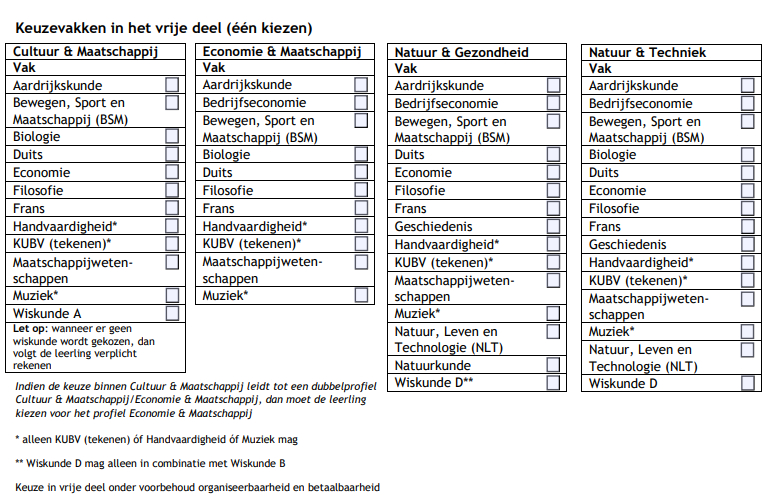 Keuzevakken in het vrije deel (één kiezen)
Cultuur & Maatschappij
Vak
Aardrijkskunde
Bewegen, Sport en
Maatschappij (BSM)
Biologie
Duits
Economie
Filosofie
Frans
Handvaardigheid*
KUBV (tekenen)*
Maatschappijweten-
schappen
Muziek*
Wiskunde A
Let op: wanneer er geen
wiskunde wordt gekozen, dan
volgt de leerling verplicht
rekenen
Economie & Maatschappij
Vak
Aardrijkskunde
Bedrijfseconomie
Bewegen, Sport en
Maatschappij (BSM)
Biologie
Duits
Filosofie
Frans
Handvaardigheid*
KUBV (tekenen)*
Maatschappijweten-
schappen
Muziek*
Natuur & Gezondheid
Vak
Aardrijkskunde
Bedrijfseconomie
Bewegen, Sport en
Maatschappij (BSM)
Duits
Economie
Filosofie
Frans
Geschiedenis
Handvaardigheid*
KUBV (tekenen)*
Maatschappijweten-
schappen
Muziek*
Natuur, Leven en
Technologie (NLT)
Natuurkunde
Wiskunde D**
Natuur & Techniek
Vak
Aardrijkskunde
Bedrijfseconomie
Bewegen, Sport en
Maatschappij (BSM)
Biologie
Duits
Economie
Filosofie
Frans
Geschiedenis
Handvaardigheid*
KUBV (tekenen)*
Maatschappijweten-
schappen
Muziek*
Natuur, Leven en
Technologie (NLT)
Wiskunde D
Indien de keuze binnen Cultuur & Maatschappij leidt tot een dubbelprofiel
Cultuur & Maatschappij/Economie & Maatschappij, dan moet de leerling
kiezen voor het profiel Economie & Maatschappij
* alleen KUBV (tekenen) óf Handvaardigheid óf Muziek mag
** Wiskunde D mag alleen in combinatie met Wiskunde B
Keuze in vrije deel onder voorbehoud organiseerbaarheid en betaalbaarheid